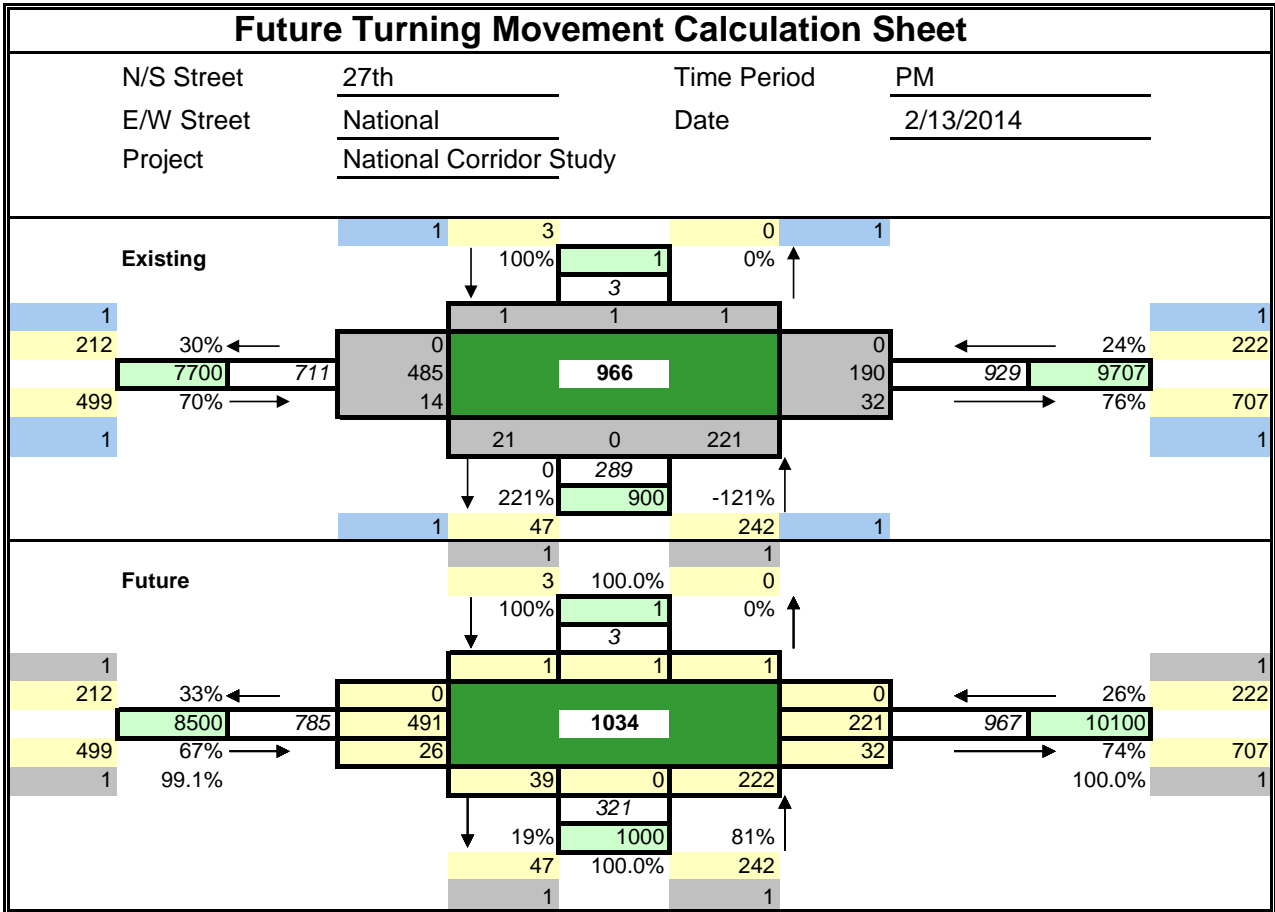 Future Turning Movement Calculation Sheet
N/S Street 27th Time Period PM
E/W Street National Date 2/13/2014
Project National Corridor Study
1 3 0 1
Existing 100% 1 0%
3
1 1 1 1 1
212 30% 0 0 24% 222
7700 711 485 966 190 929 9707
499 70% 14 32 76% 707
1 21 0 221 1
0 289
221% 900 -121%
1 47 242 1
1 1
Future 3 100.0% 0
100% 1 0%
3
1 1 1 1 1
212 33% 0 0 26% 222
8500 785 491 1034 221 967 10100
499 67% 26 32 74% 707
1 99.1% 39 0 222 100.0% 1
321
19% 1000 81%
47 100.0% 242
1 1